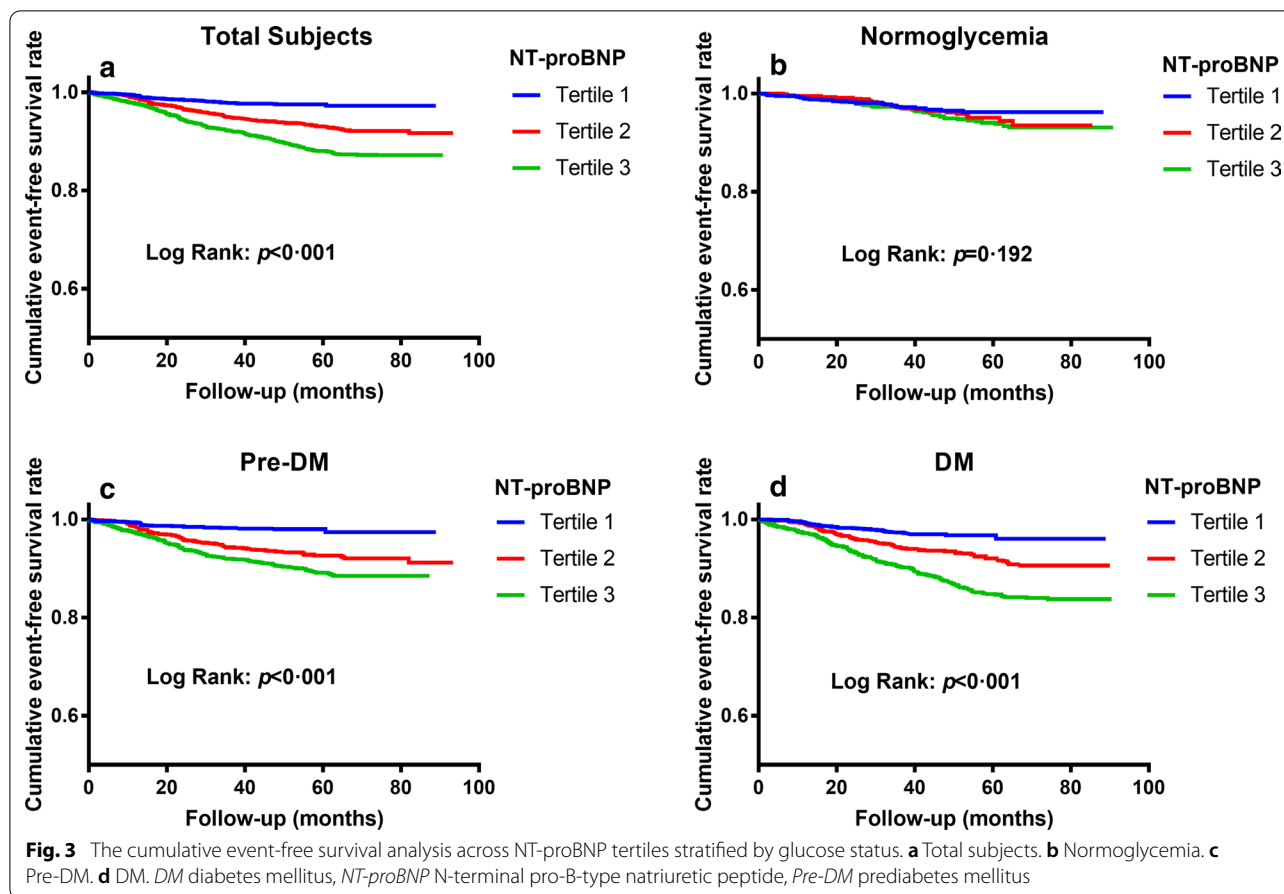 Total Subjects
a
NT-proBNP
Tertile 1
Tertile 2
Tertile 3
Cumulative event-free survival rate
1.0
0.8
0.6
Log Rank: p<0·001
0 20 40 60 80 100
Follow-up (months)
Normoglycemia
b
NT-proBNP
Tertile 1
Tertile 2
Tertile 3
Cumulative event-free survival rate
1.0
0.8
0.6
Log Rank: p=0·192
0 20 40 60 80 100
Follow-up (months)
Pre-DM
c
NT-proBNP
Tertile 1
Tertile 2
Tertile 3
Cumulative event-free survival rate
1.0
0.8
0.6
Log Rank: p<0·001
0 20 40 60 80 100
Follow-up (months)
DM
d
NT-proBNP
Tertile 1
Tertile 2
Tertile 3
Cumulative event-free survival rate
1.0
0.8
0.6
Log Rank: p<0·001
0 20 40 60 80 100
Follow-up (months)
Fig. 3 The cumulative event-free survival analysis across NT-proBNP tertiles stratified by glucose status. a Total subjects. b Normoglycemia. c
Pre-DM. d DM. DM diabetes mellitus, NT-proBNP N-terminal pro-B-type natriuretic peptide, Pre-DM prediabetes mellitus